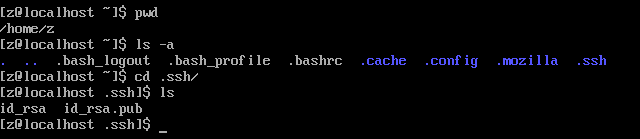 [z@localhost ~]$ pwd
/home/z
[z@localhost ~]$ ls -a
.  ..  .bash_logout  .bash_profile  .bashrc  .cache  .config  .mozilla  .ssh
[z@localhost ~]$ cd .ssh/
[z@localhost .ssh]$ ls
id_rsa  id_rsa.pub
[z@localhost .ssh]$ _